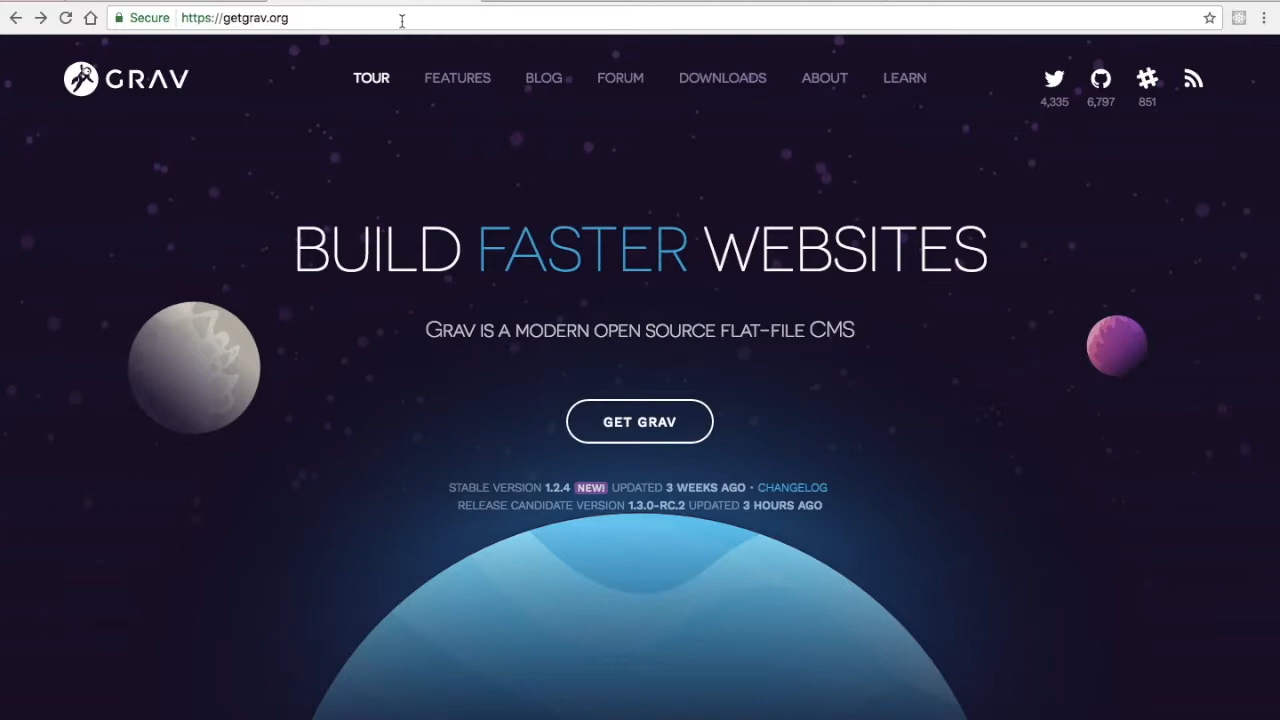 Secure https://getgrav.org
GRAV TOUR FEATURES BLOG FORUM DOWNLOADS ABOUT LEARN
4,335 6,797 851
BUILD FASTER WEBSITES
GRAV IS A MODERN OPEN SOURCE FLAT-FILE CMS
GET GRAV
STABLE VERSION 1.2.4 NEW! UPDATED 3 WEEKS AGO • CHANGELOG
RELEASE CANDIDATE VERSION 1.3.0-RC.2 UPDATED 3 HOURS AGO